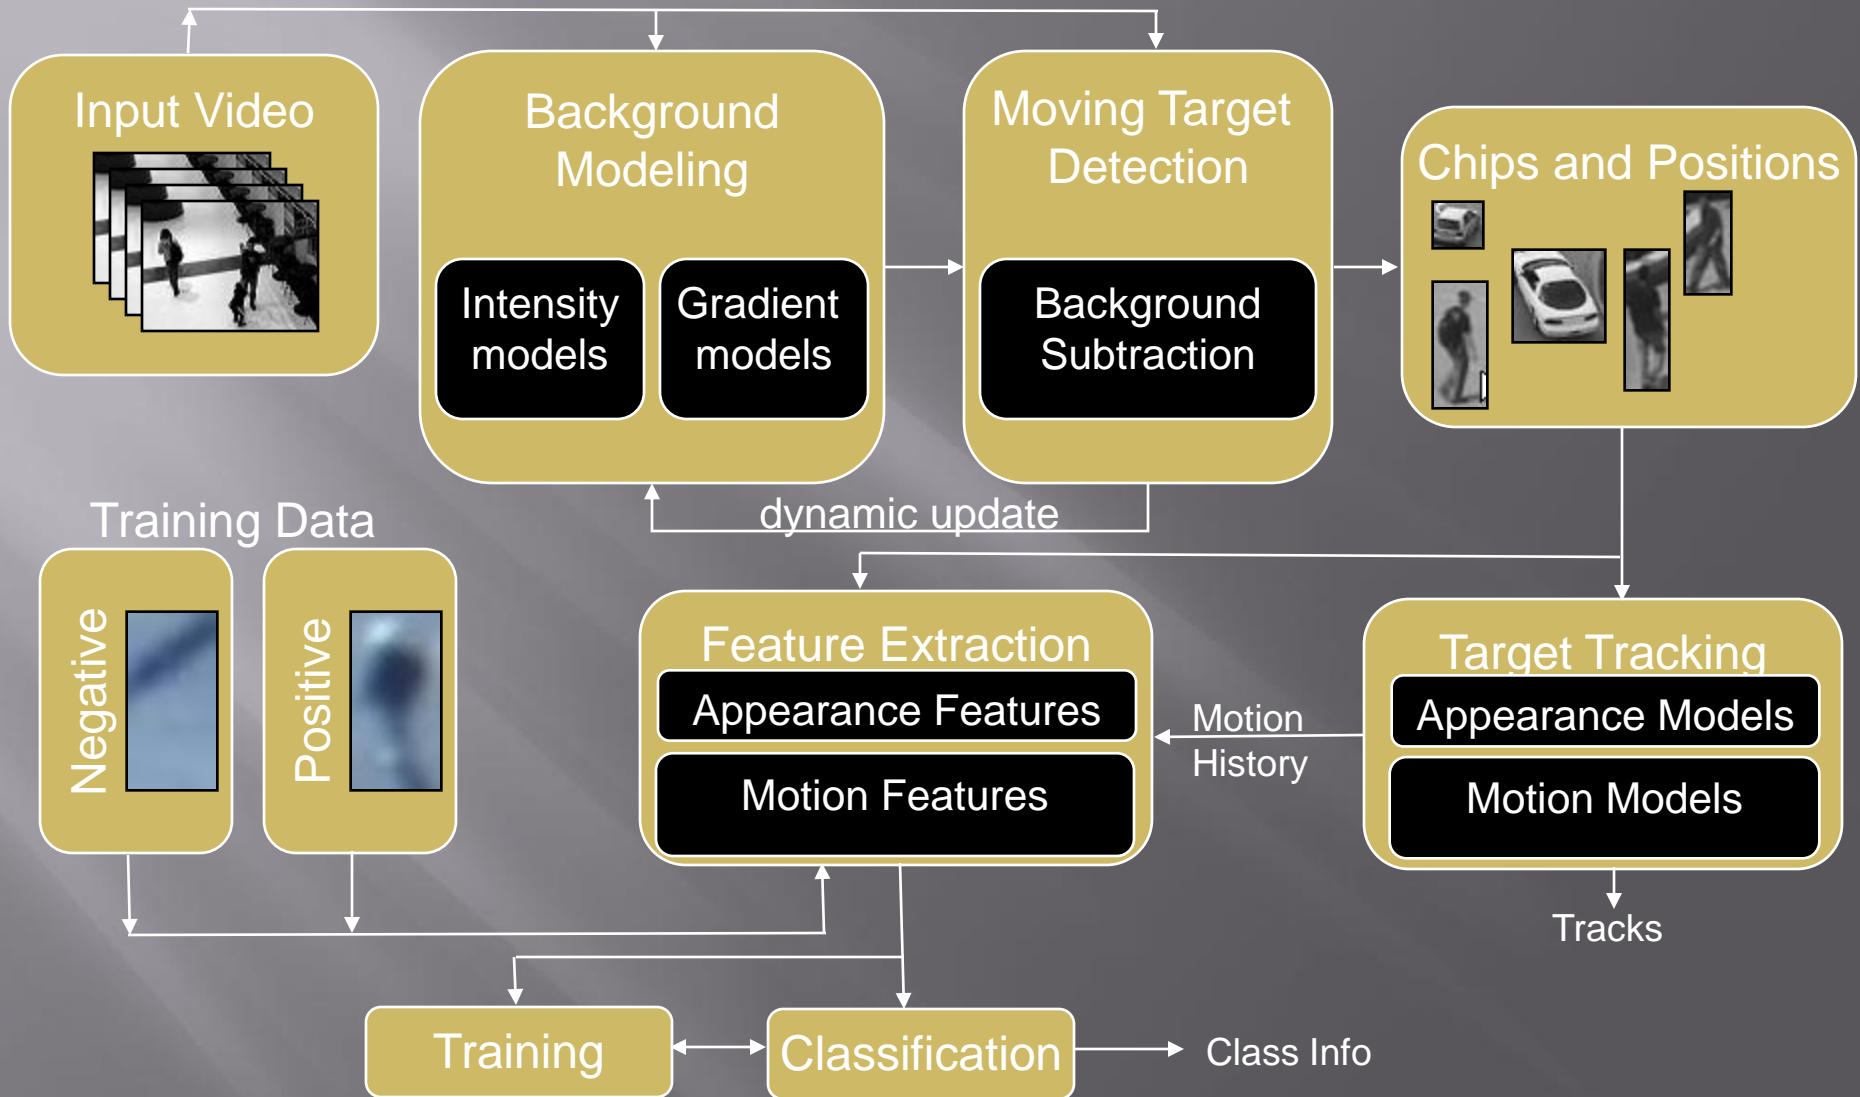 Input Video
Background
Modeling
Intensity
models
Gradient
models
Moving Target
Detection
Background
Subtraction
Chips and Positions
dynamic update
Training Data
Negative
Positive
Feature Extraction
Appearance Features
Motion Features
Motion
History
Target Tracking
Appearance Models
Motion Models
Tracks
Training
Classification
Class Info